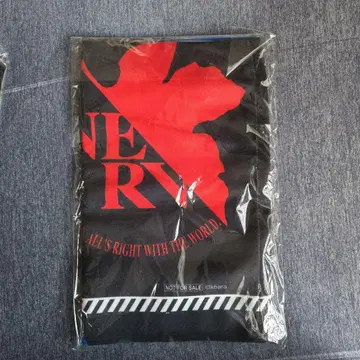 NE
RV
ALL'S RIGHT WITH THE WORLD.
NOT FOR SALE